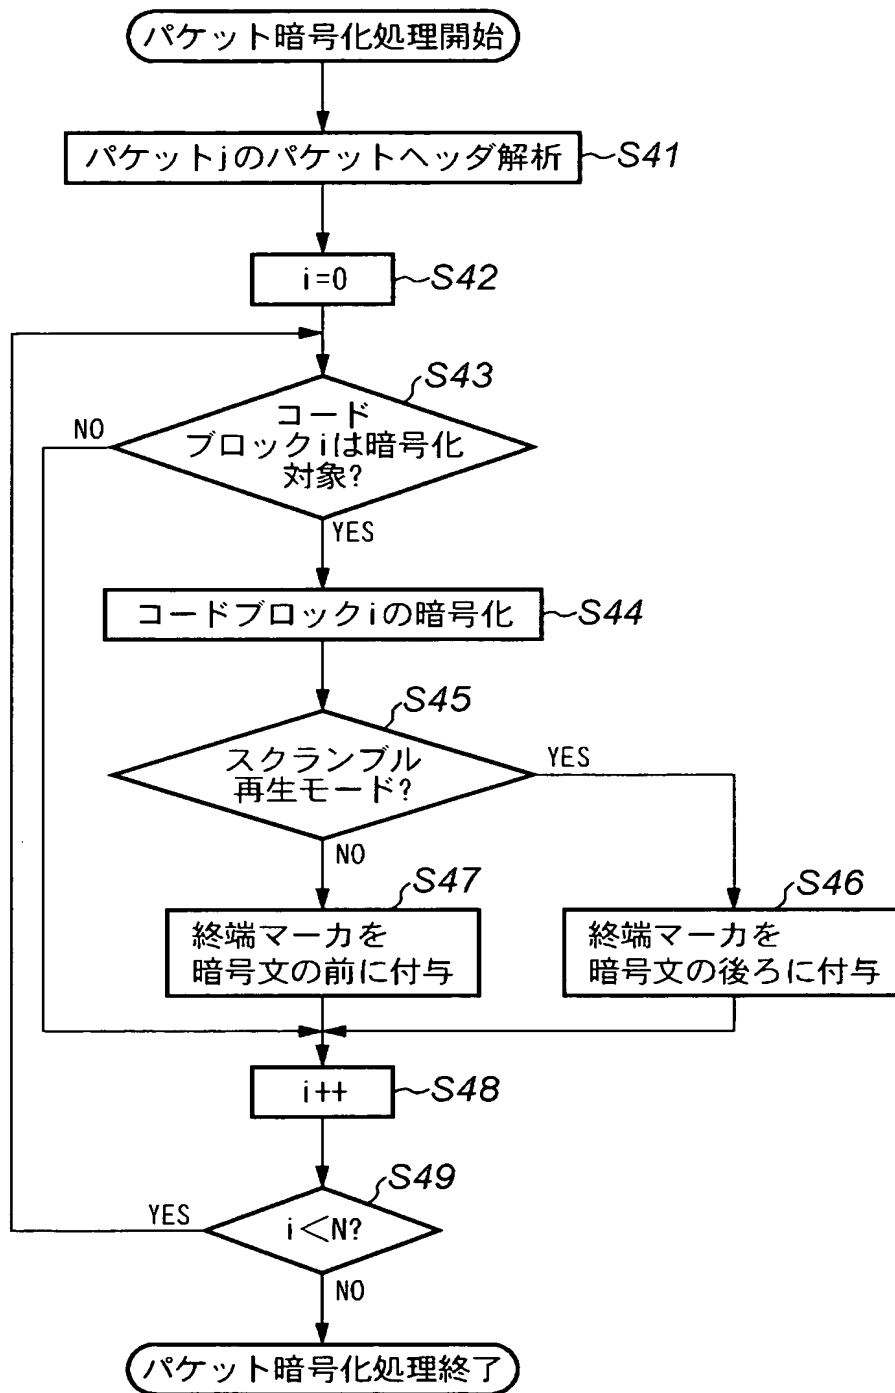 パケット暗号化処理開始
パケットjのパケットヘッダ解析
S41
i=0
S42
S43
コード
ブロックiは暗号化
対象?
NO
YES
コードブロックiの暗号化
S44
S45
スクランブル
再生モード?
YES
NO
S47
終端マーカを
暗号文の前に付与
S46
終端マーカを
暗号文の後ろに付与
i++
S48
S49
i<N?
YES
NO
パケット暗号化処理終了